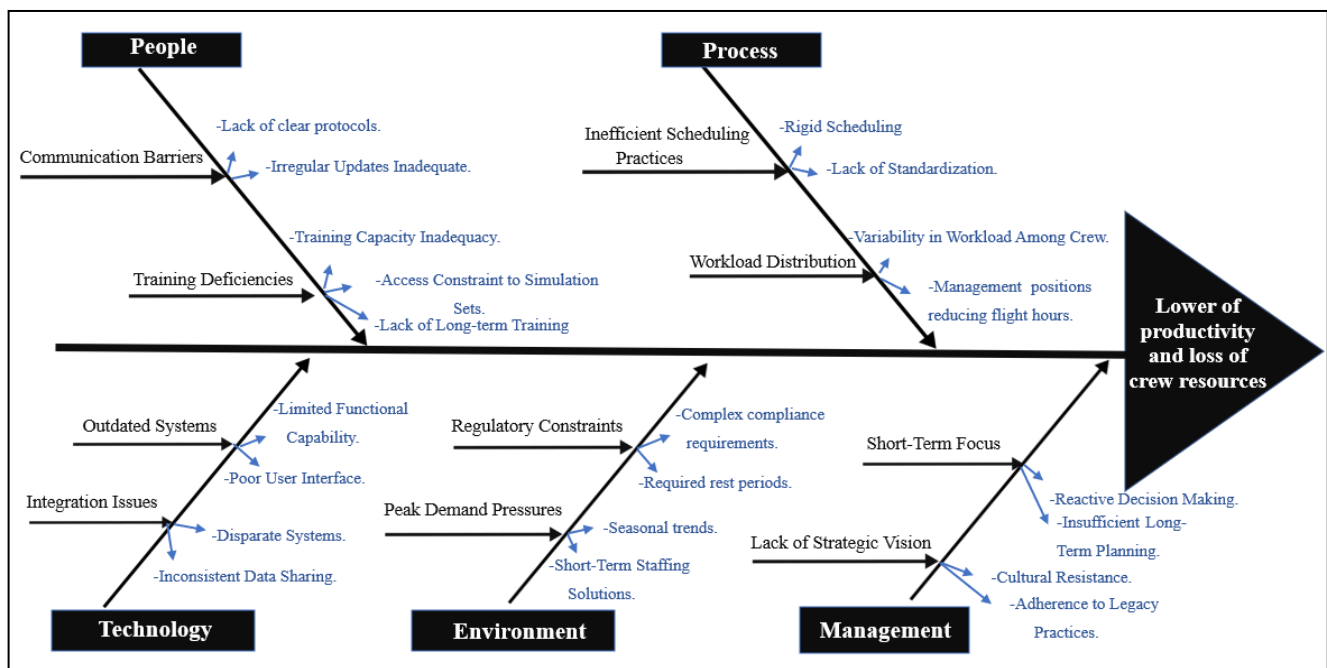 People
Process
-Lack of clear protocols.
Communication Barriers
-Irregular Updates Inadequate.
-Training Capacity Inadequacy.
Training Deficiencies
-Access Constraint to Simulation
Sets.
-Lack of Long-term Training
Inefficient Scheduling
Practices
-Rigid Scheduling
-Lack of Standardization.
-Variability in Workload Among Crew.
Workload Distribution
-Management positions
reducing flight hours.
Lower of
productivity
and loss of
crew resources
Outdated Systems
-Limited Functional
Capability.
-Poor User Interface.
Integration Issues
-Disparate Systems.
-Inconsistent Data Sharing.
Technology
Regulatory Constraints
-Complex compliance
requirements.
-Required rest periods.
Peak Demand Pressures
-Seasonal trends.
-Short-Term Staffing
Solutions.
Environment
Short-Term Focus
-Reactive Decision Making.
-Insufficient Long-
Term Planning.
Lack of Strategic Vision
-Cultural Resistance.
-Adherence to Legacy
Practices.
Management